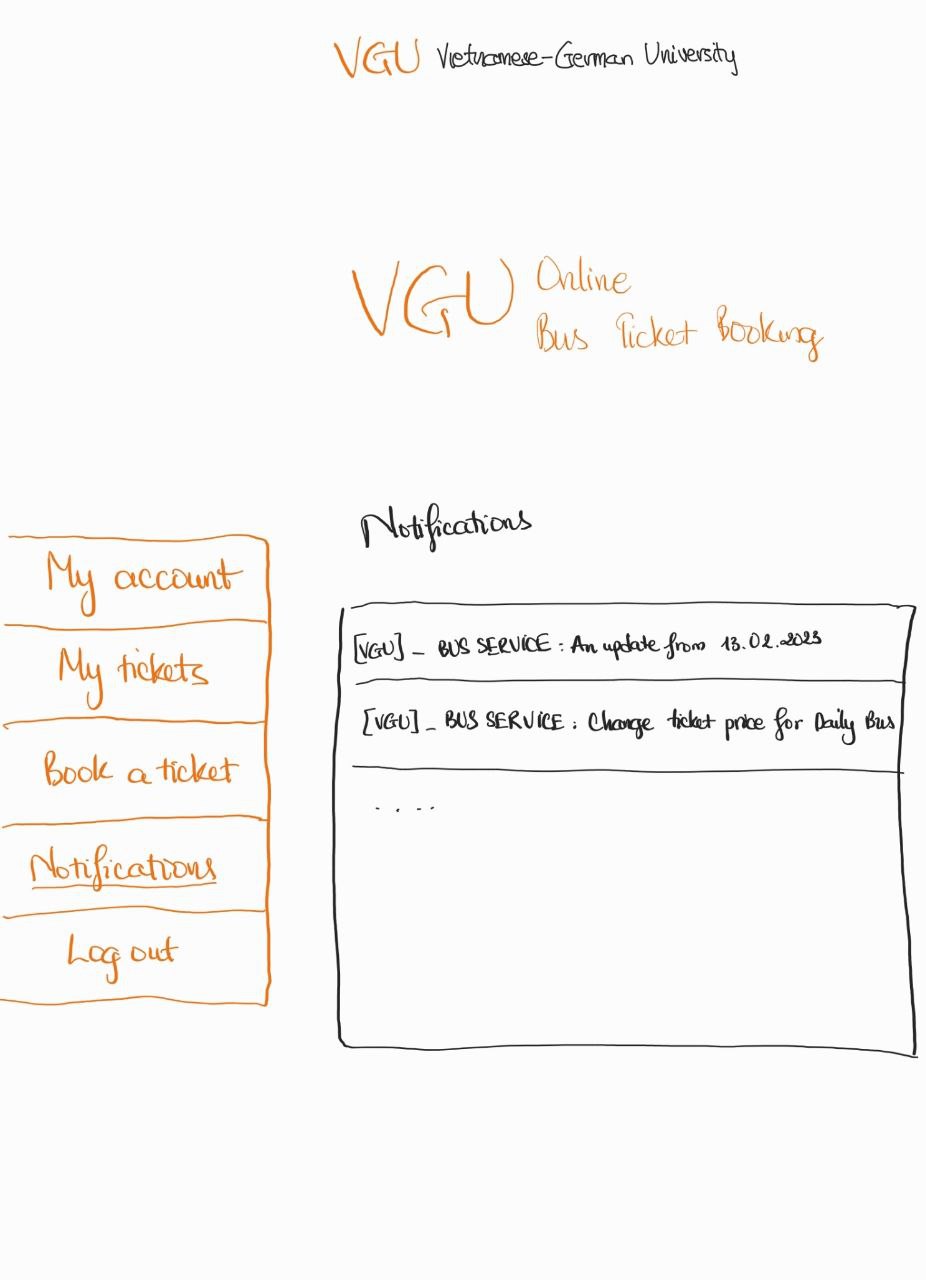 VGU Vietnamese-German University
VGU Online
Bus Ticket Booking
My account
My tickets
Book a ticket
Notifications
Log out
Notifications
[VGU]_ BUS SERVICE : An update from 13.02.2023
[VGU]_ BUS SERVICE : Change ticket price for Daily Bus
....